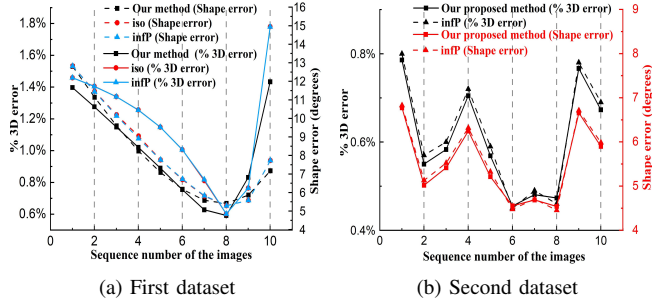 Our method (Shape error)
iso (Shape error)
infP (Shape error)
Our method (% 3D error)
iso (% 3D error)
infP (% 3D error)
% 3D error
1.8%
1.6%
1.4%
1.2%
1.0%
0.8%
0.6%
0 2 4 6 8 10
Sequence number of the images
16
15
14
13
12
11
10
9
8
7
6
5
4
Shape error (degrees)
(a) First dataset
Our proposed method (% 3D error)
infP (% 3D error)
Our proposed method (Shape error)
infP (Shape error)
% 3D error
0.8%
0.6%
0.4%
0 2 4 6 8 10
Sequence number of the images
9
8
7
6
5
4
Shape error (degrees)
(b) Second dataset